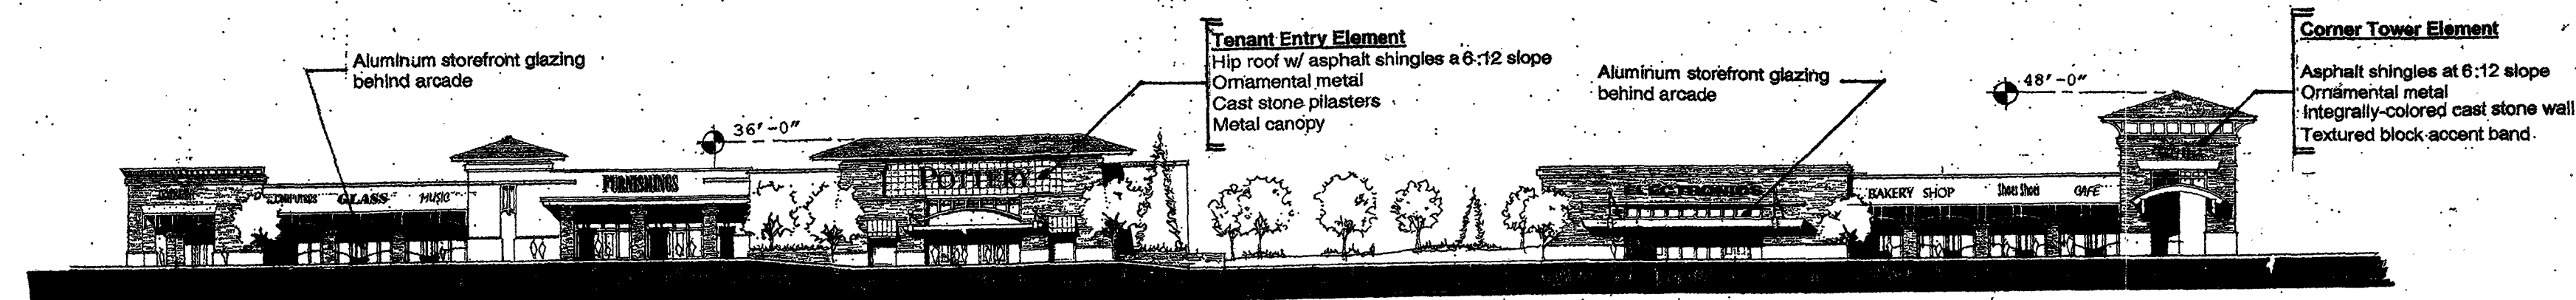 Aluminum storefront glazing
behind arcade
Tenant Entry Element
Hip roof w/ asphalt shingles a 6:12 slope
Ornamental metal
Cast stone pilasters
Metal canopy
Aluminum storefront glazing
behind arcade
Corner Tower Element
Asphalt shingles at 6:12 slope
Ornamental metal
Integrally-colored cast stone wall
Textured block accent band
36'-0"
48'-0"
GLASS
MUSIC
FURNISHINGS
POTTERY
ELECTRONICS
BAKERY SHOP
Shoes Shoes
CAFE